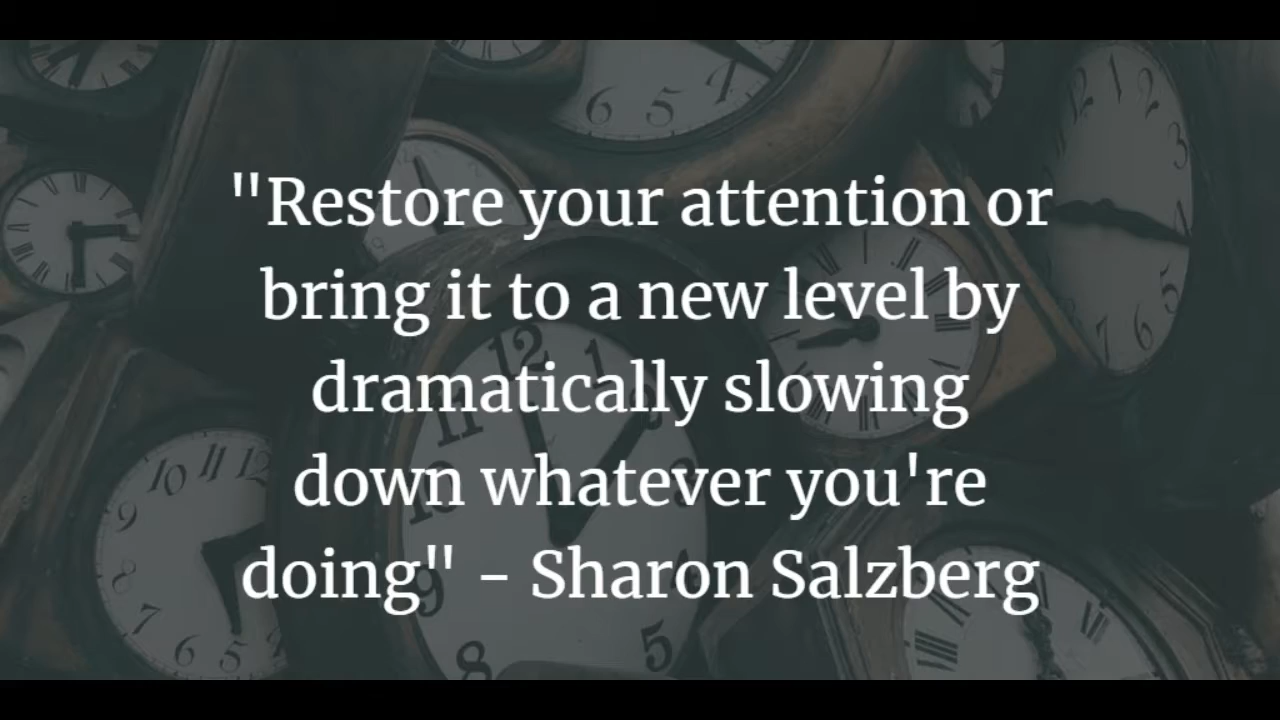 "Restore your attention or
bring it to a new level by
dramatically slowing
down whatever you're
doing" - Sharon Salzberg